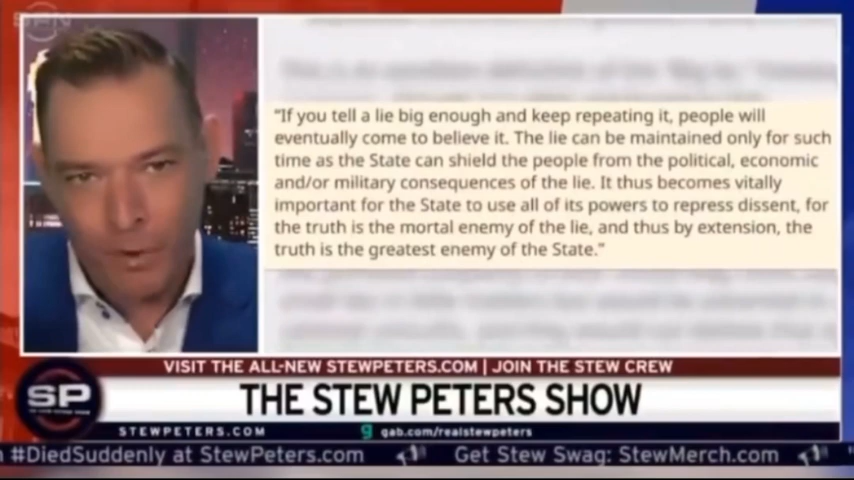 "If you tell a lie big enough and keep repeating it, people will
eventually come to believe it. The lie can be maintained only for such
time as the State can shield the people from the political, economic
and/or military consequences of the lie. It thus becomes vitally
important for the State to use all of its powers to repress dissent, for
the truth is the mortal enemy of the lie, and thus by extension, the
truth is the greatest enemy of the State."
VISIT THE ALL-NEW STEWPETERS.COM | JOIN THE STEW CREW
SP
THE STEW PETERS SHOW
STEWPETERS.COM
g gab.com/realstewpeters
#DiedSuddenly at StewPeters.com
Get Stew Swag: StewMerch.com